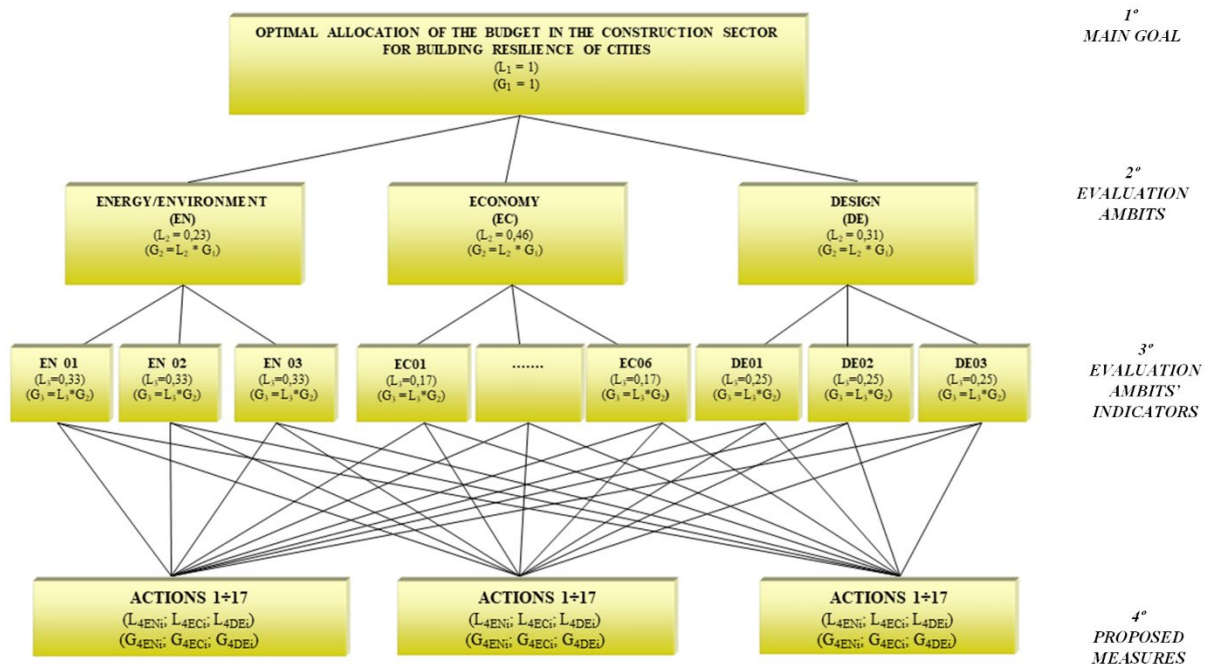 OPTIMAL ALLOCATION OF THE BUDGET IN THE CONSTRUCTION SECTOR
FOR BUILDING RESILIENCE OF CITIES
(L₁ = 1)
(G₁ = 1)
1º
MAIN GOAL
ENERGY/ENVIRONMENT
(EN)
(L₂ = 0,23)
(G₂ = L₂ * G₁)
ECONOMY
(EC)
(L₂ = 0,46)
(G₂ = L₂ * G₁)
DESIGN
(DE)
(L₂ = 0,31)
(G₂ = L₂ * G₁)
2º
EVALUATION
AMBITS
EN 01
(L₃=0,33)
(G₃ = L₃*G₂)
EN 02
(L₃=0,33)
(G₃ = L₃*G₂)
EN 03
(L₃=0,33)
(G₃ = L₃*G₂)
EC01
(L₃=0,17)
(G₃ = L₃*G₂)
.......
EC06
(L₃=0,17)
(G₃ = L₃*G₂)
DE01
(L₃=0,25)
(G₃ = L₃*G₂)
DE02
(L₃=0,25)
(G₃ = L₃*G₂)
DE03
(L₃=0,25)
(G₃ = L₃*G₂)
3º
EVALUATION
AMBITS'
INDICATORS
ACTIONS 1÷17
(L4ENi; L4ECi; L4DEi)
(G4ENi; G4ECi; G4DEi)
ACTIONS 1÷17
(L4ENi; L4ECi; L4DEi)
(G4ENi; G4ECi; G4DEi)
ACTIONS 1÷17
(L4ENi; L4ECi; L4DEi)
(G4ENi; G4ECi; G4DEi)
4º
PROPOSED
MEASURES